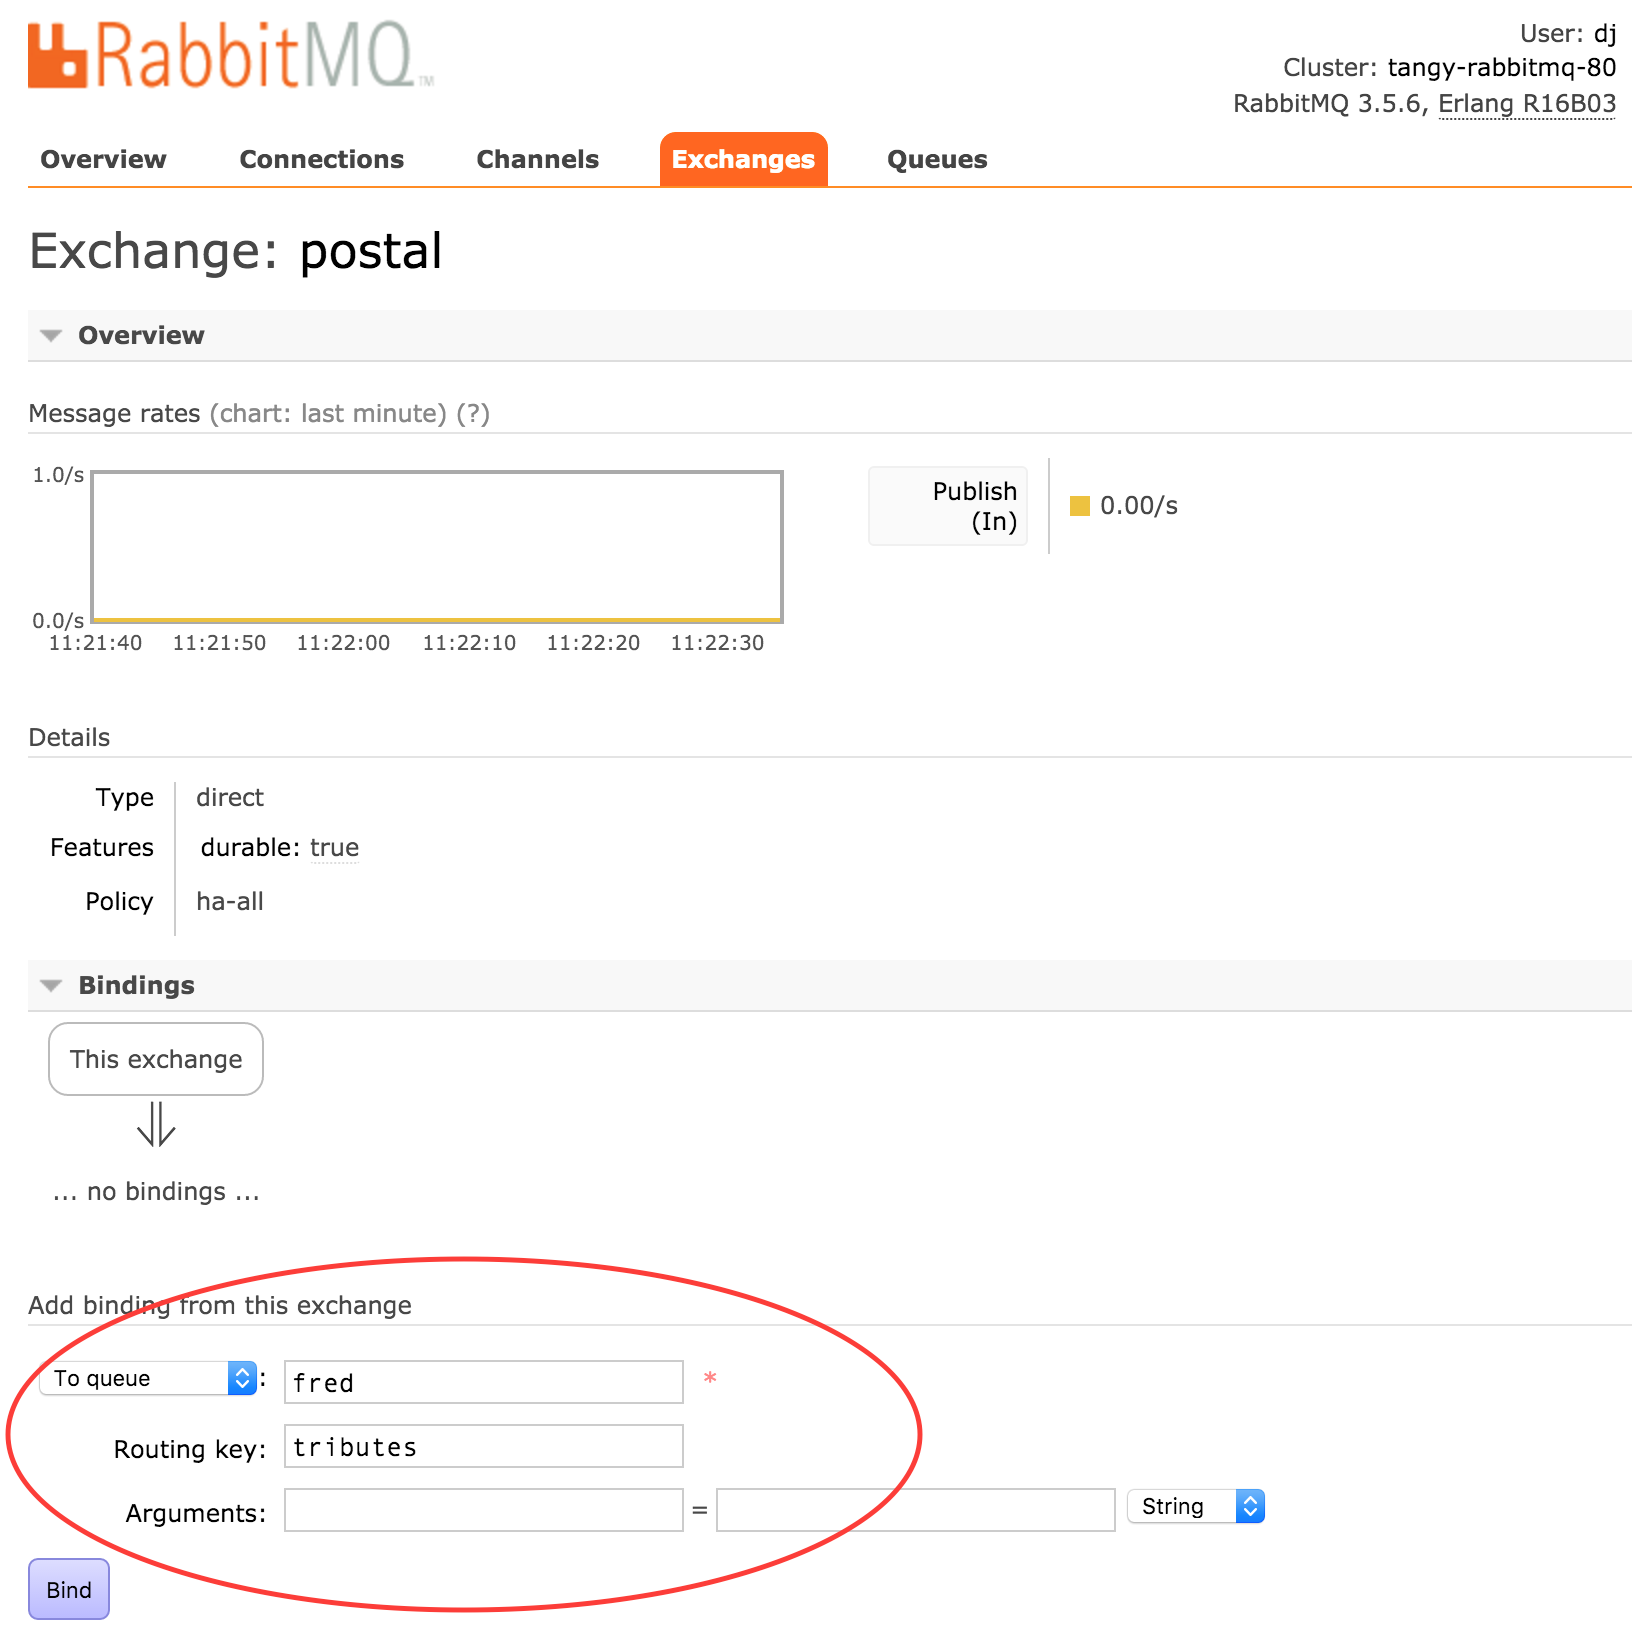 RabbitMQ™
User: dj
Cluster: tangy-rabbitmq-80
RabbitMQ 3.5.6, Erlang R16B03
Overview Connections Channels Exchanges Queues
Exchange: postal
Overview
Message rates (chart: last minute) (?)
1.0/s
0.0/s
11:21:40 11:21:50 11:22:00 11:22:10 11:22:20 11:22:30
Publish
(In)
0.00/s
Details
Type direct
Features durable: true
Policy ha-all
Bindings
This exchange
... no bindings ...
Add binding from this exchange
To queue : fred *
Routing key: tributes
Arguments: = String
Bind